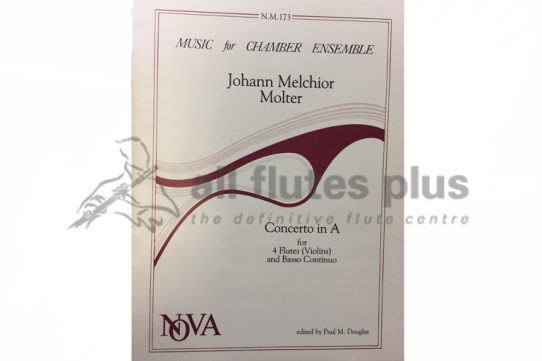 N.M.173
MUSIC for CHAMBER ENSEMBLE
Johann Melchior
Molter
all flutes plus
the definitive flute centre
Concerto in A
for
4 Flutes (Violins)
and Basso Continuo
NOVA
edited by Paul M. Douglas